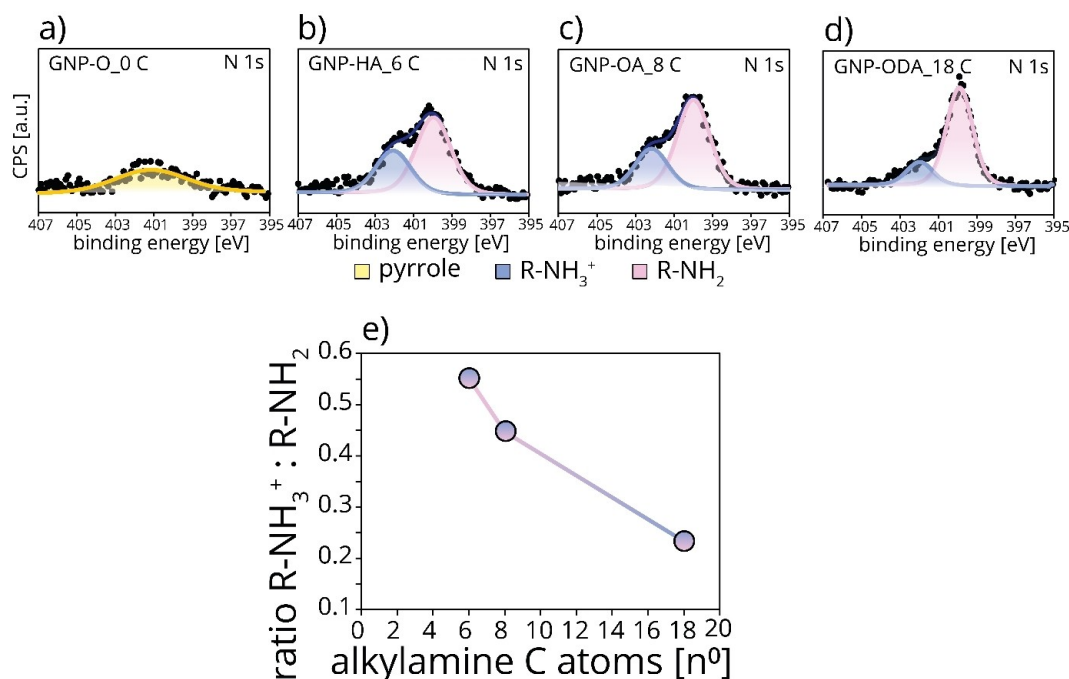 a)
GNP-O_0 C N 1s
CPS [a.u.]
407 405 403 401 399 397 395
binding energy [eV]
b)
GNP-HA_6 C N 1s
407 405 403 401 399 397 395
binding energy [eV]
c)
GNP-OA_8 C N 1s
407 405 403 401 399 397 395
binding energy [eV]
d)
GNP-ODA_18 C N 1s
407 405 403 401 399 397 395
binding energy [eV]
pyrrole R-NH₃⁺ R-NH₂
e)
ratio R-NH₃⁺ : R-NH₂
0.6
0.5
0.4
0.3
0.2
0.1
0 2 4 6 8 10 12 14 16 18 20
alkylamine C atoms [nº]